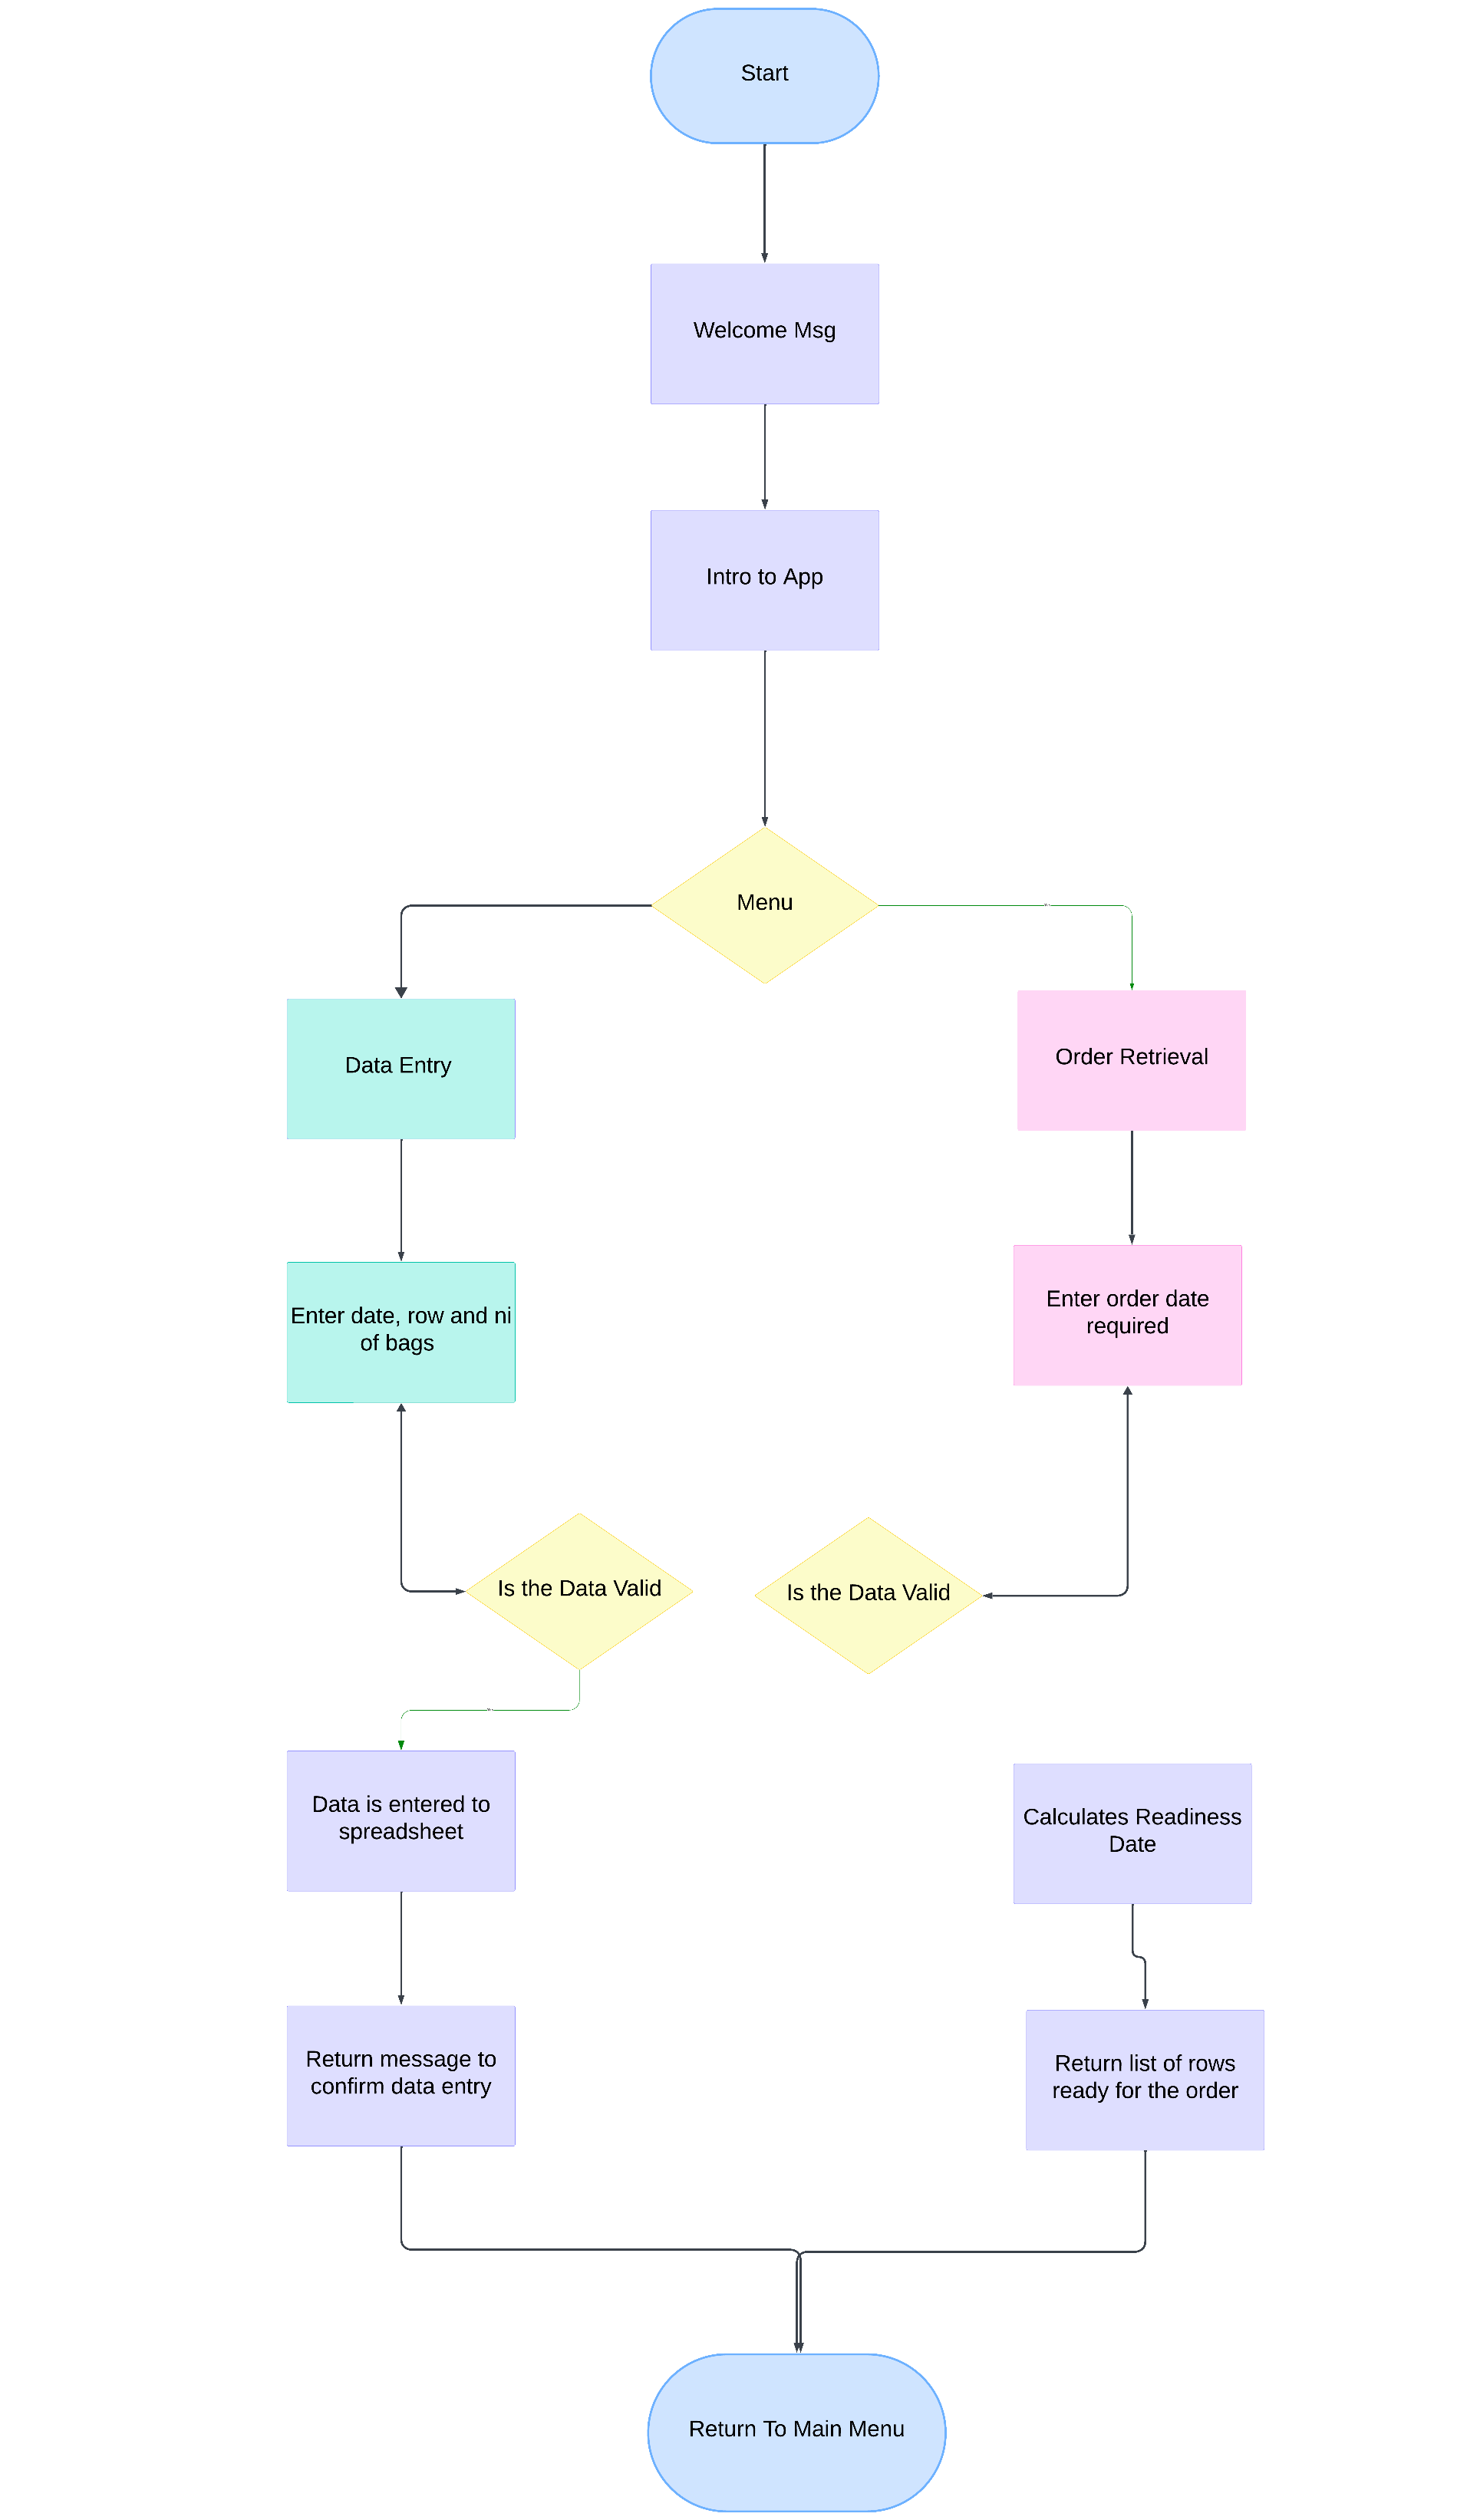 Start
Welcome Msg
Intro to App
Menu
Data Entry
Order Retrieval
Enter date, row and ni
of bags
Enter order date
required
Is the Data Valid
Is the Data Valid
Data is entered to
spreadsheet
Calculates Readiness
Date
Return message to
confirm data entry
Return list of rows
ready for the order
Return To Main Menu